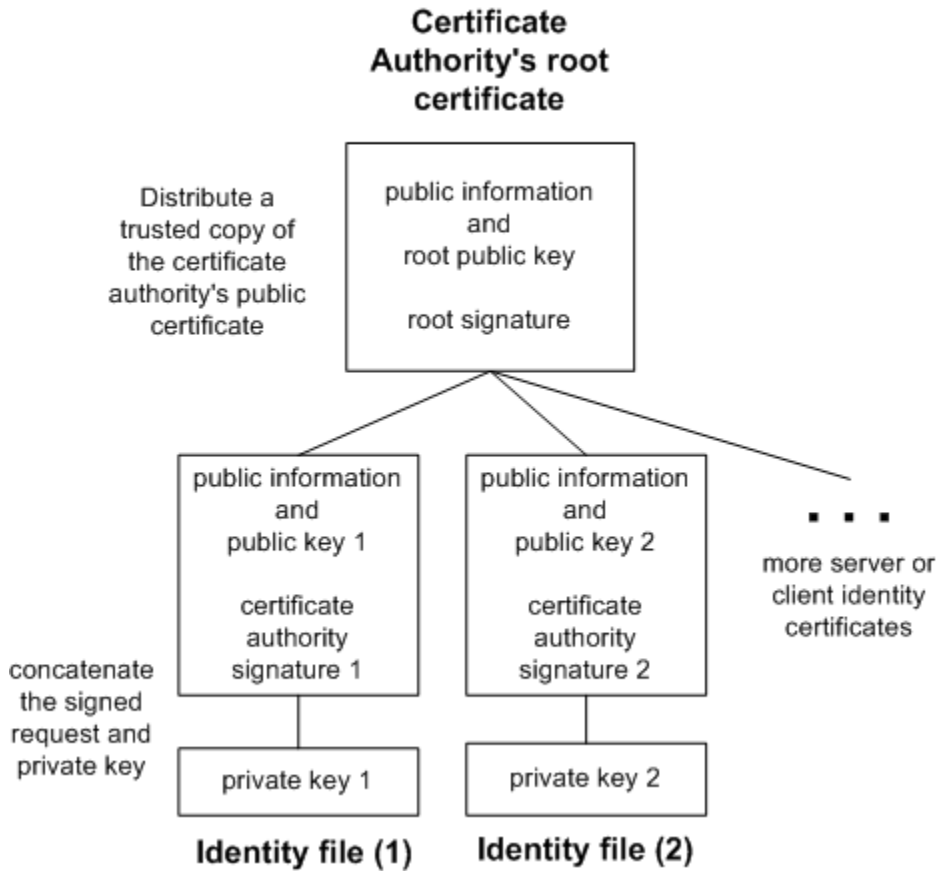 Certificate
Authority's root
certificate
Distribute a
trusted copy of
the certificate
authority's public
certificate
public information
and
root public key
root signature
public information
and
public key 1
certificate
authority
signature 1
public information
and
public key 2
certificate
authority
signature 2
. . .
more server or
client identity
certificates
concatenate
the signed
request and
private key
private key 1
private key 2
Identity file (1)
Identity file (2)